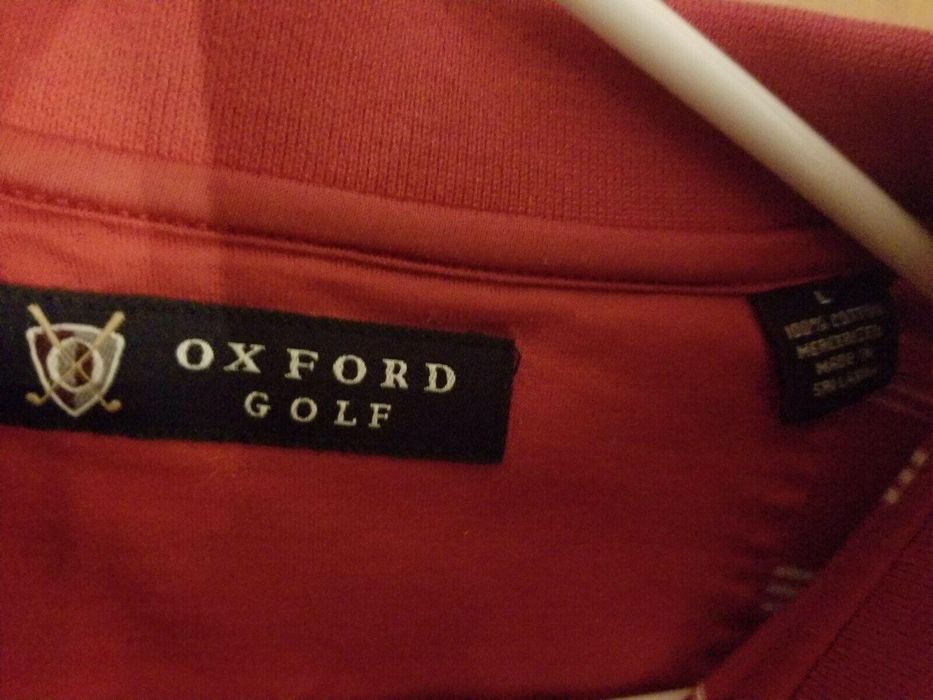 OXFORD
GOLF
L
100% COTTON
MERCERIZED
MADE IN
SRI LANKA